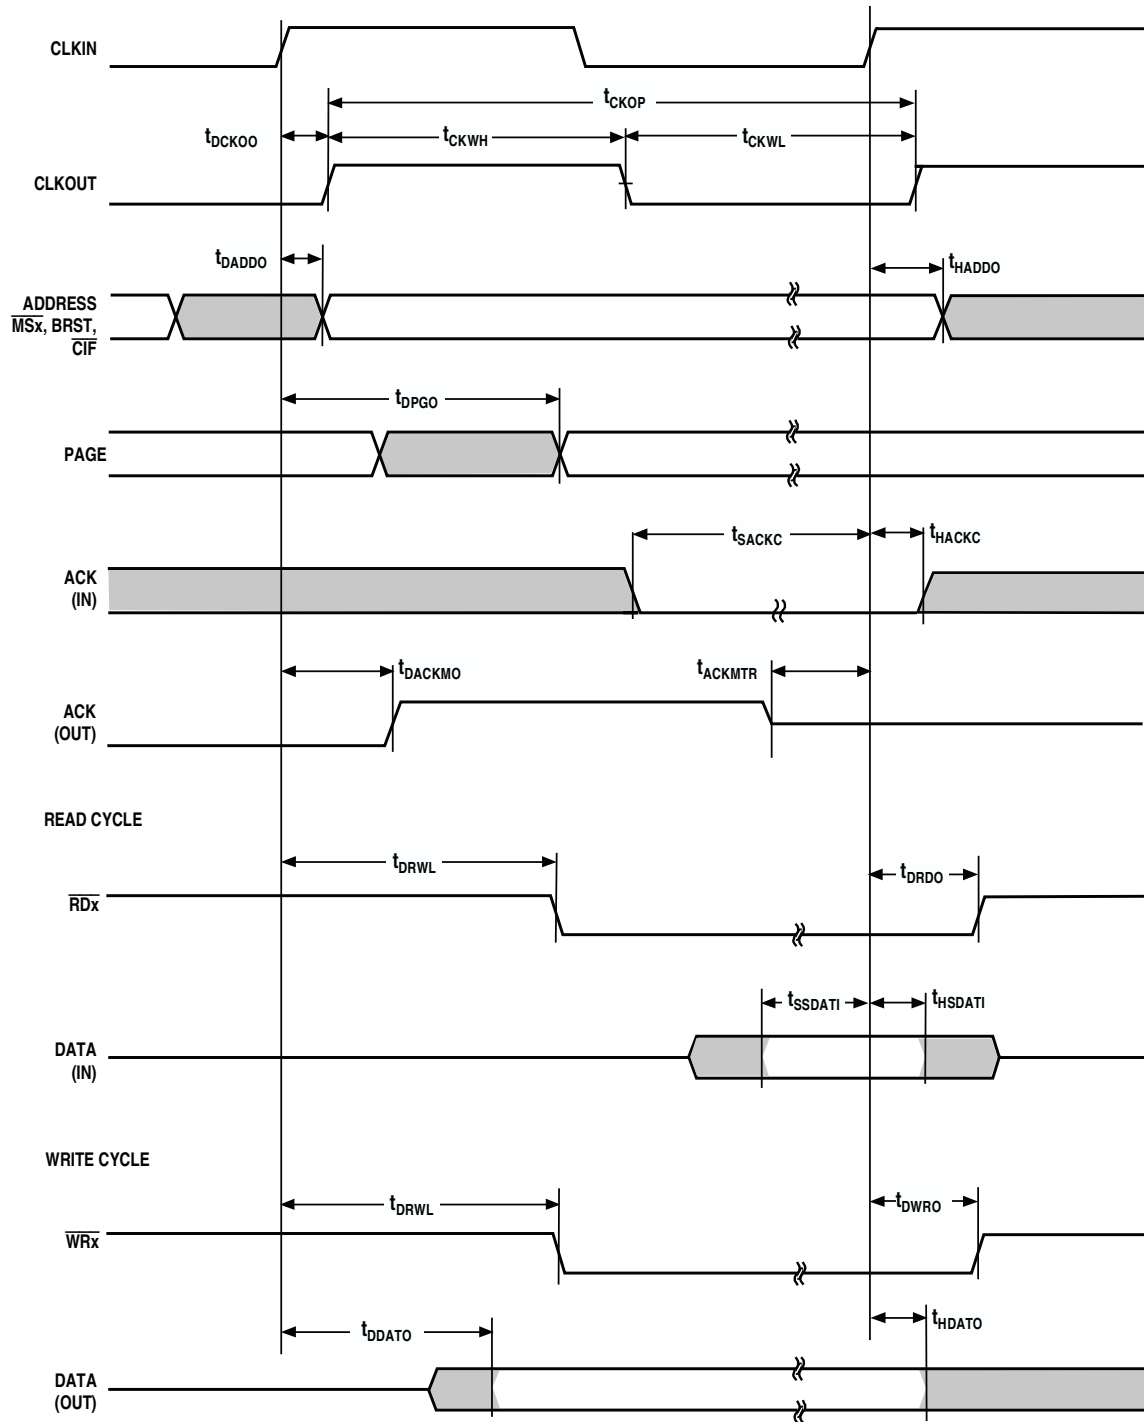 CLKIN
tCKOP
tDCKOO
tCKWH
tCKWL
CLKOUT
tDADDO
tHADDO
ADDRESS
MSx, BRST,
CIF
tDPGO
PAGE
tSACKC
tHACKC
ACK
(IN)
tDACKMO
tACKMTR
ACK
(OUT)
READ CYCLE
tDRWL
tDRDO
RDx
tSSDATI
tHSDATI
DATA
(IN)
WRITE CYCLE
tDRWL
tDWRO
WRx
tDDATO
tHDATO
DATA
(OUT)